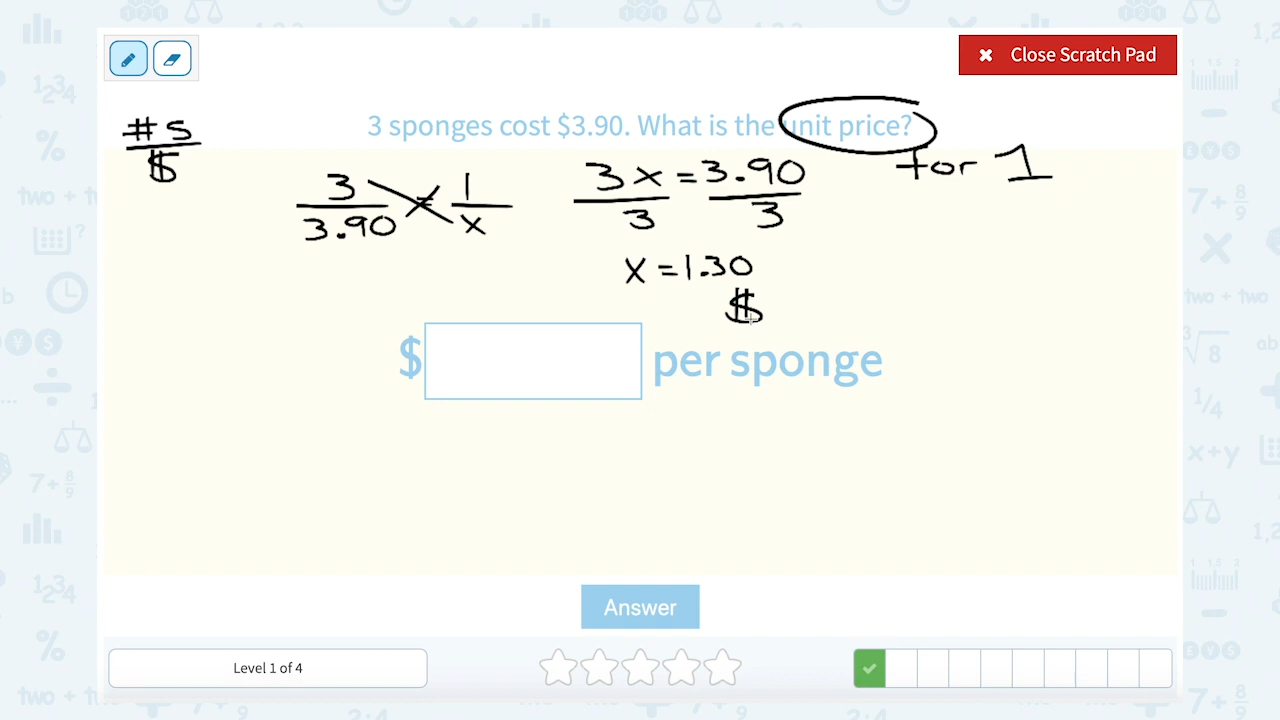 Close Scratch Pad
3 sponges cost $3.90. What is the unit price?
# S
$
for 1
3
3.90
=
1
x
3x = 3.90
3 3
x = 1.30
$
$ per sponge
Answer
Level 1 of 4